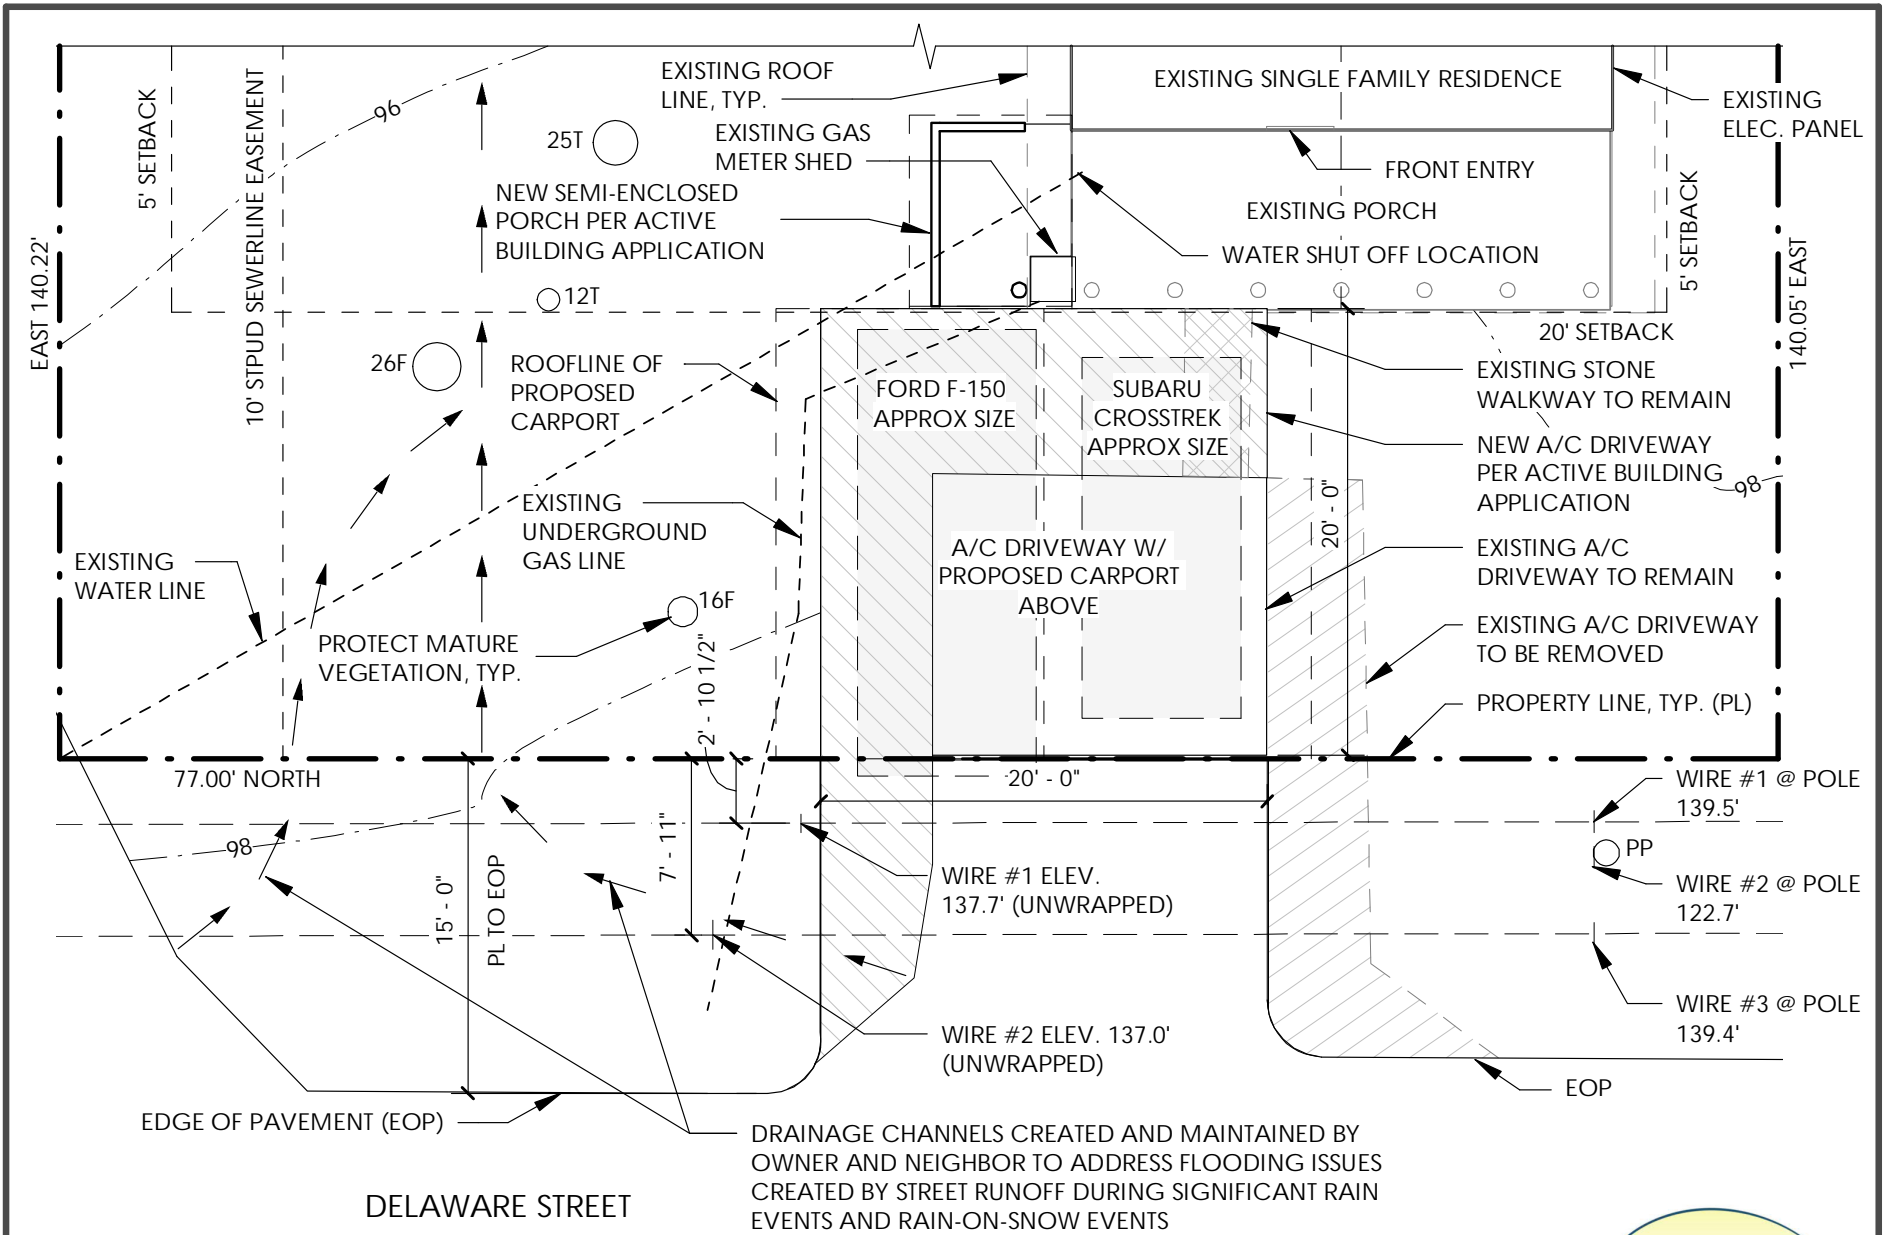 EXISTING ROOF
LINE, TYP.
EXISTING SINGLE FAMILY RESIDENCE
EXISTING
ELEC. PANEL
96
5' SETBACK
10' STPUD SEWERLINE EASEMENT
25T
EXISTING GAS
METER SHED
FRONT ENTRY
NEW SEMI-ENCLOSED
PORCH PER ACTIVE
BUILDING APPLICATION
EXISTING PORCH
WATER SHUT OFF LOCATION
5' SETBACK
EAST 140.22'
140.05' EAST
12T
20' SETBACK
26F
ROOFLINE OF
PROPOSED
CARPORT
FORD F-150
APPROX SIZE
SUBARU
CROSSTREK
APPROX SIZE
EXISTING STONE
WALKWAY TO REMAIN
NEW A/C DRIVEWAY
PER ACTIVE BUILDING
APPLICATION
98
EXISTING
UNDERGROUND
GAS LINE
20' - 0"
EXISTING
WATER LINE
A/C DRIVEWAY W/
PROPOSED CARPORT
ABOVE
EXISTING A/C
DRIVEWAY TO REMAIN
16F
PROTECT MATURE
VEGETATION, TYP.
EXISTING A/C DRIVEWAY
TO BE REMOVED
2' - 10 1/2"
PROPERTY LINE, TYP. (PL)
77.00' NORTH
20' - 0"
WIRE #1 @ POLE
139.5'
98
7' - 11"
PP
15' - 0"
PL TO EOP
WIRE #1 ELEV.
137.7' (UNWRAPPED)
WIRE #2 @ POLE
122.7'
WIRE #2 ELEV. 137.0'
(UNWRAPPED)
WIRE #3 @ POLE
139.4'
EOP
EDGE OF PAVEMENT (EOP)
DRAINAGE CHANNELS CREATED AND MAINTAINED BY
OWNER AND NEIGHBOR TO ADDRESS FLOODING ISSUES
CREATED BY STREET RUNOFF DURING SIGNIFICANT RAIN
EVENTS AND RAIN-ON-SNOW EVENTS
DELAWARE STREET